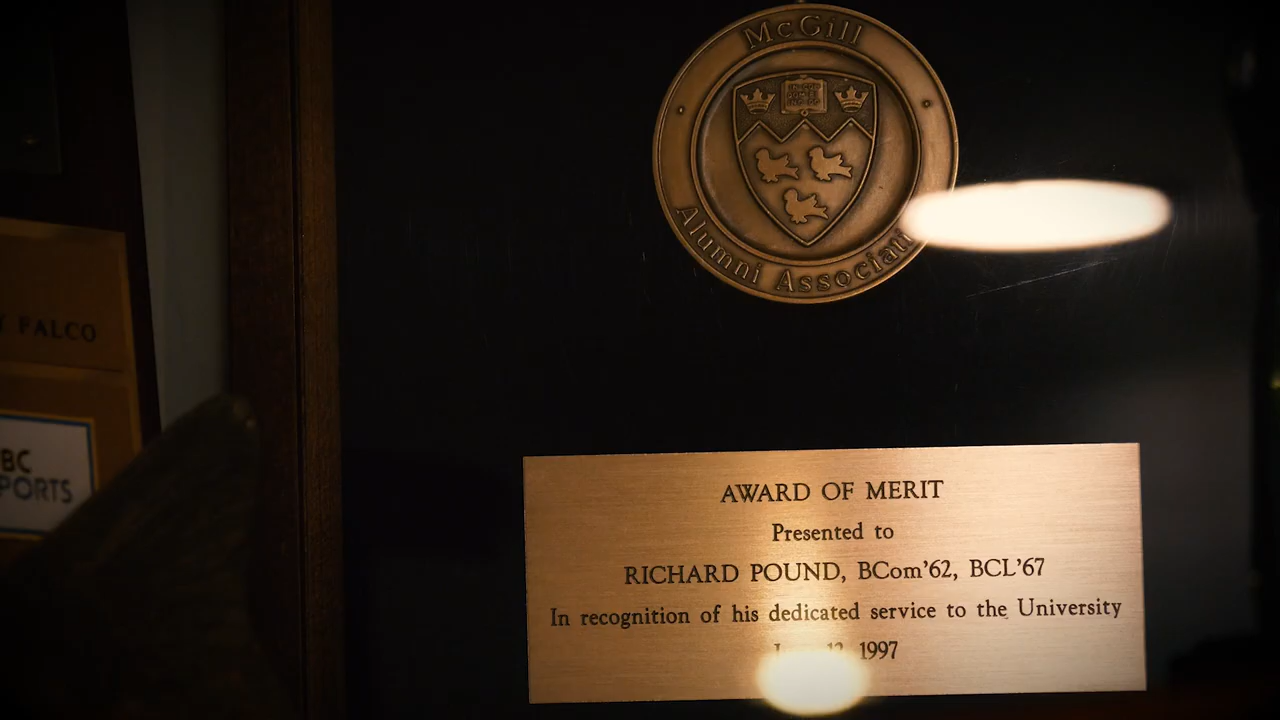 McGill
Alumni Associati
FALCO
BC
PORTS
AWARD OF MERIT
Presented to
RICHARD POUND, BCom'62, BCL'67
In recognition of his dedicated service to the University
1997